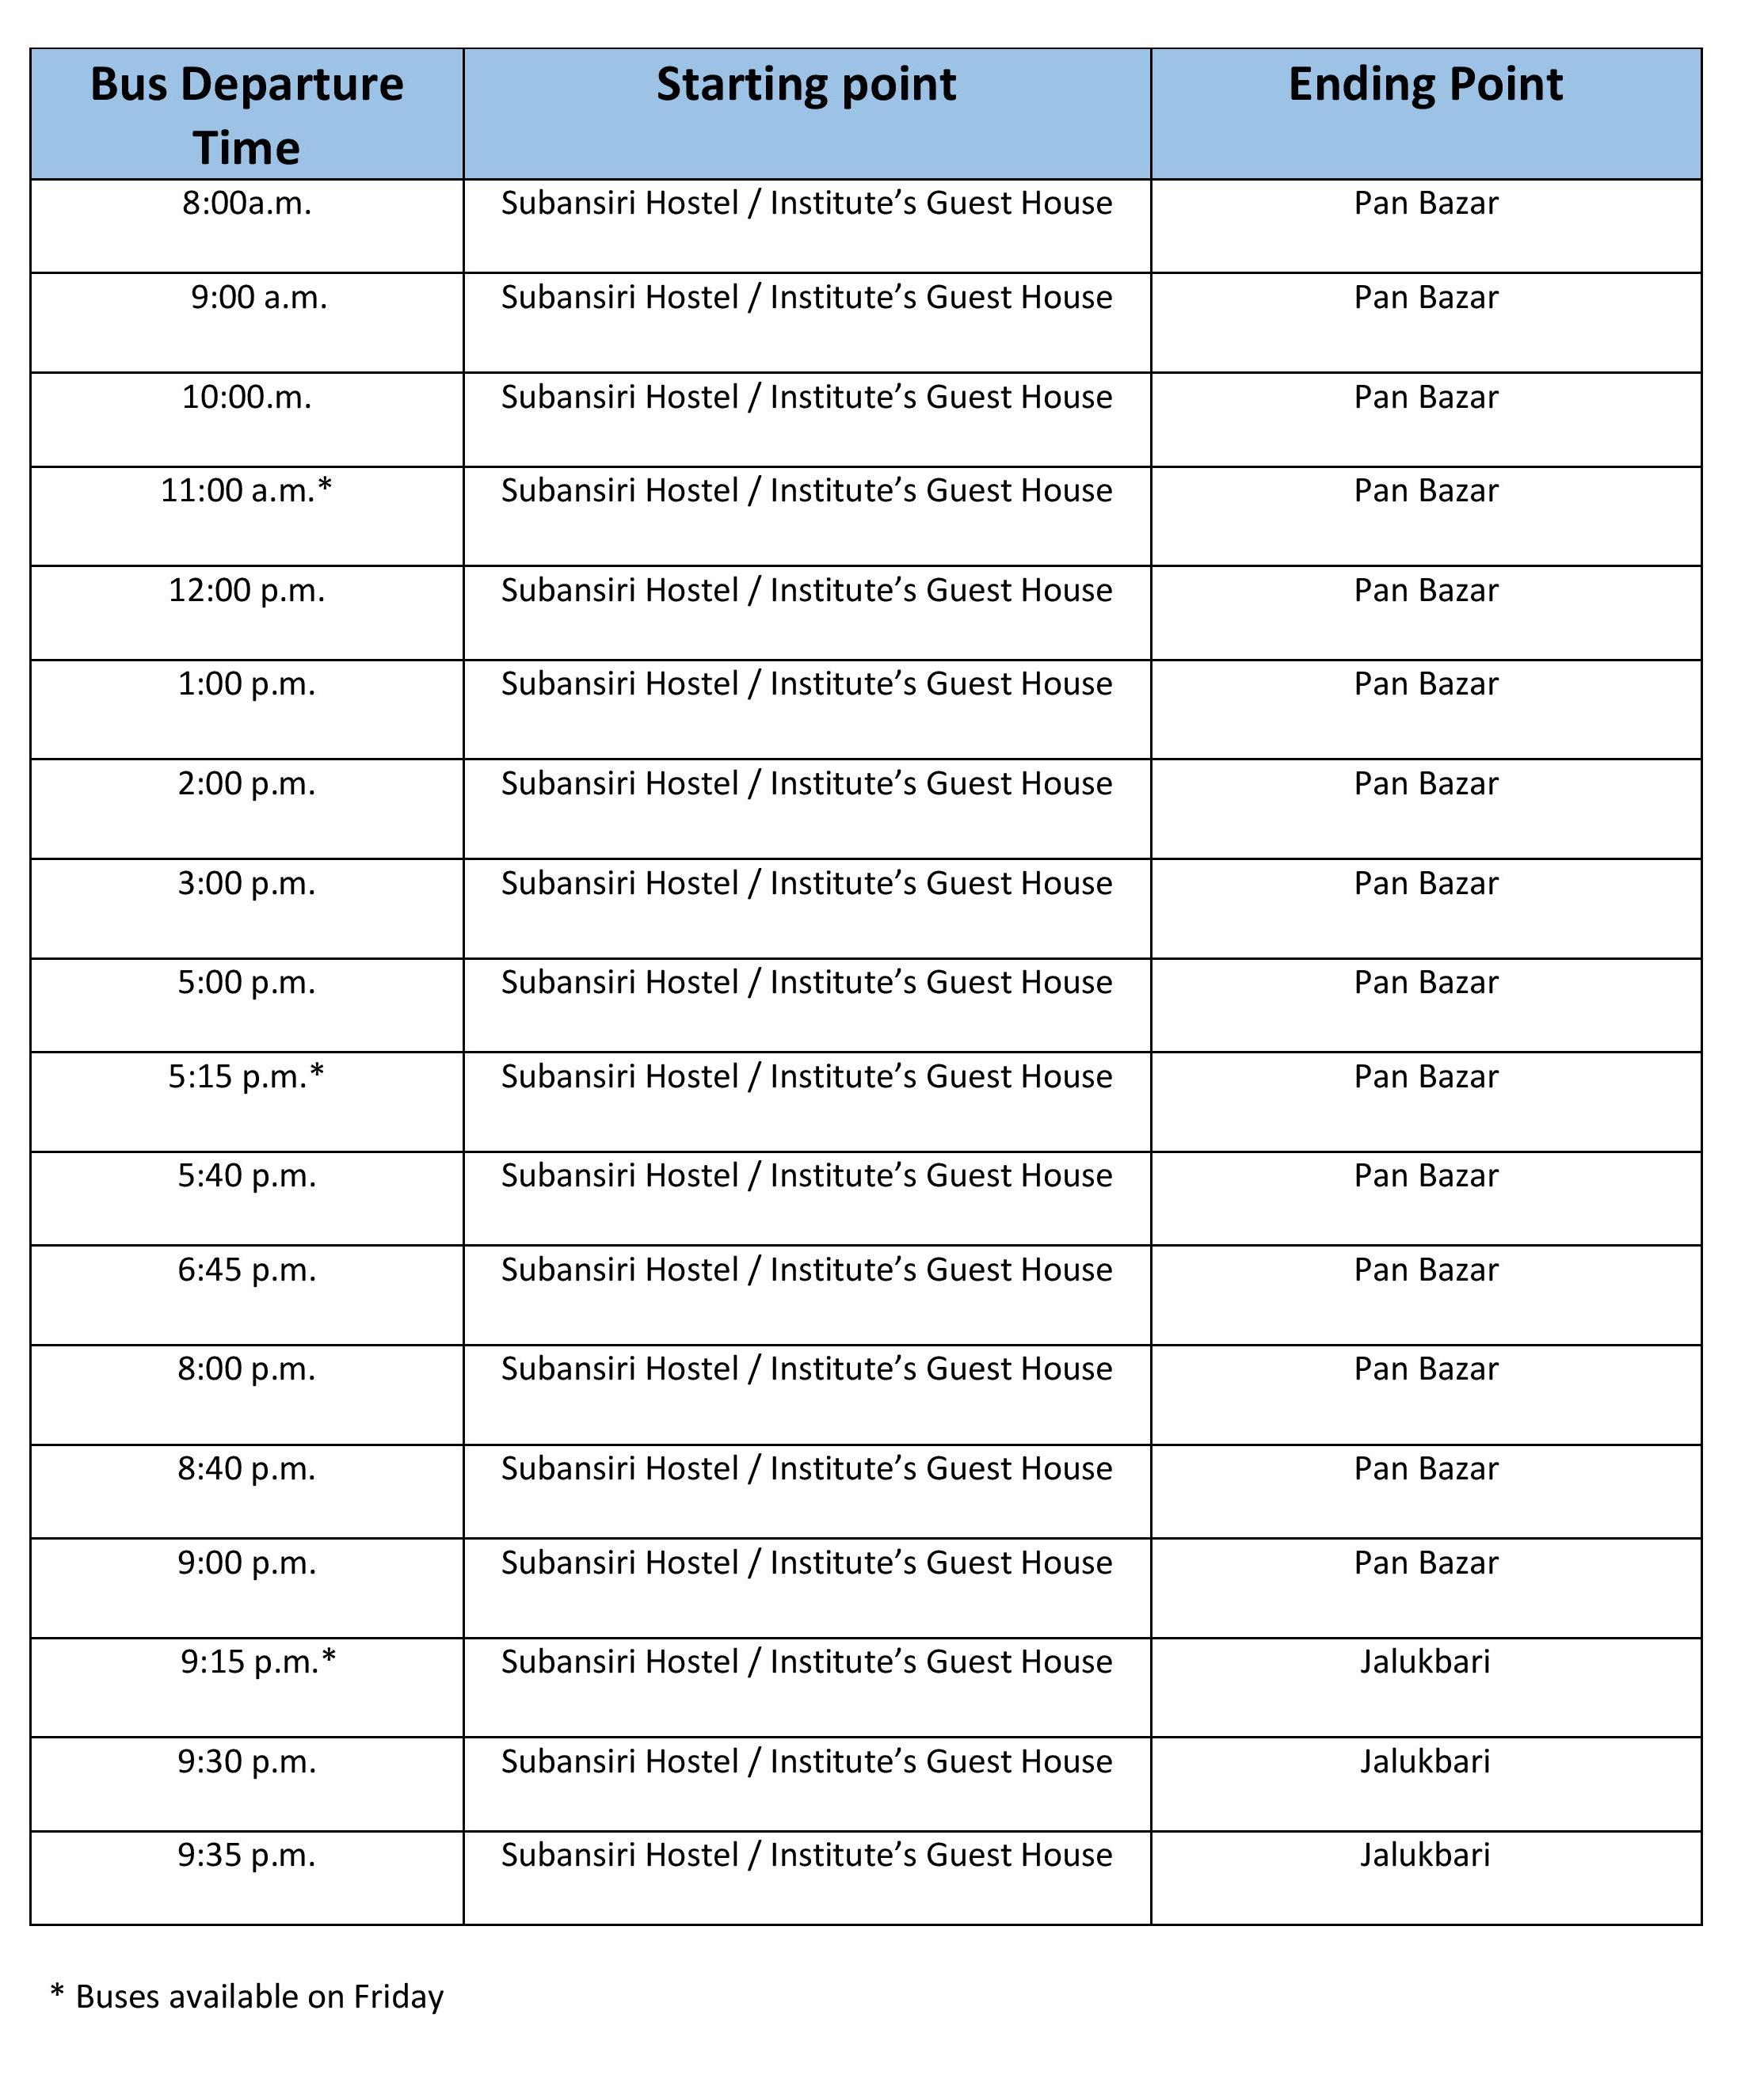 Bus Departure Time Starting point Ending Point
8:00a.m. Subansiri Hostel / Institute’s Guest House Pan Bazar
9:00 a.m. Subansiri Hostel / Institute’s Guest House Pan Bazar
10:00.m. Subansiri Hostel / Institute’s Guest House Pan Bazar
11:00 a.m.* Subansiri Hostel / Institute’s Guest House Pan Bazar
12:00 p.m. Subansiri Hostel / Institute’s Guest House Pan Bazar
1:00 p.m. Subansiri Hostel / Institute’s Guest House Pan Bazar
2:00 p.m. Subansiri Hostel / Institute’s Guest House Pan Bazar
3:00 p.m. Subansiri Hostel / Institute’s Guest House Pan Bazar
5:00 p.m. Subansiri Hostel / Institute’s Guest House Pan Bazar
5:15 p.m.* Subansiri Hostel / Institute’s Guest House Pan Bazar
5:40 p.m. Subansiri Hostel / Institute’s Guest House Pan Bazar
6:45 p.m. Subansiri Hostel / Institute’s Guest House Pan Bazar
8:00 p.m. Subansiri Hostel / Institute’s Guest House Pan Bazar
8:40 p.m. Subansiri Hostel / Institute’s Guest House Pan Bazar
9:00 p.m. Subansiri Hostel / Institute’s Guest House Pan Bazar
9:15 p.m.* Subansiri Hostel / Institute’s Guest House Jalukbari
9:30 p.m. Subansiri Hostel / Institute’s Guest House Jalukbari
9:35 p.m. Subansiri Hostel / Institute’s Guest House Jalukbari
* Buses available on Friday